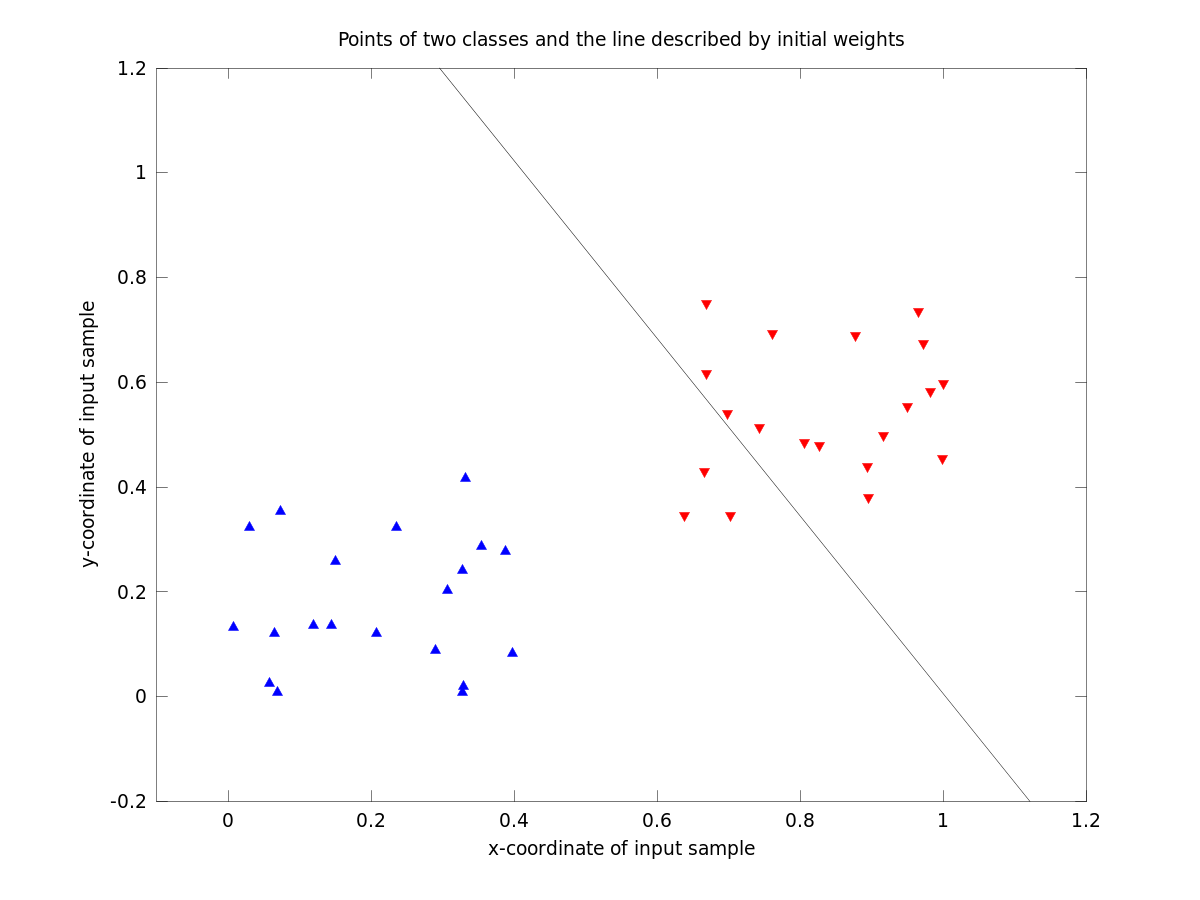 Points of two classes and the line described by initial weights
1.2
1
0.8
0.6
0.4
0.2
0
-0.2
y-coordinate of input sample
0 0.2 0.4 0.6 0.8 1 1.2
x-coordinate of input sample